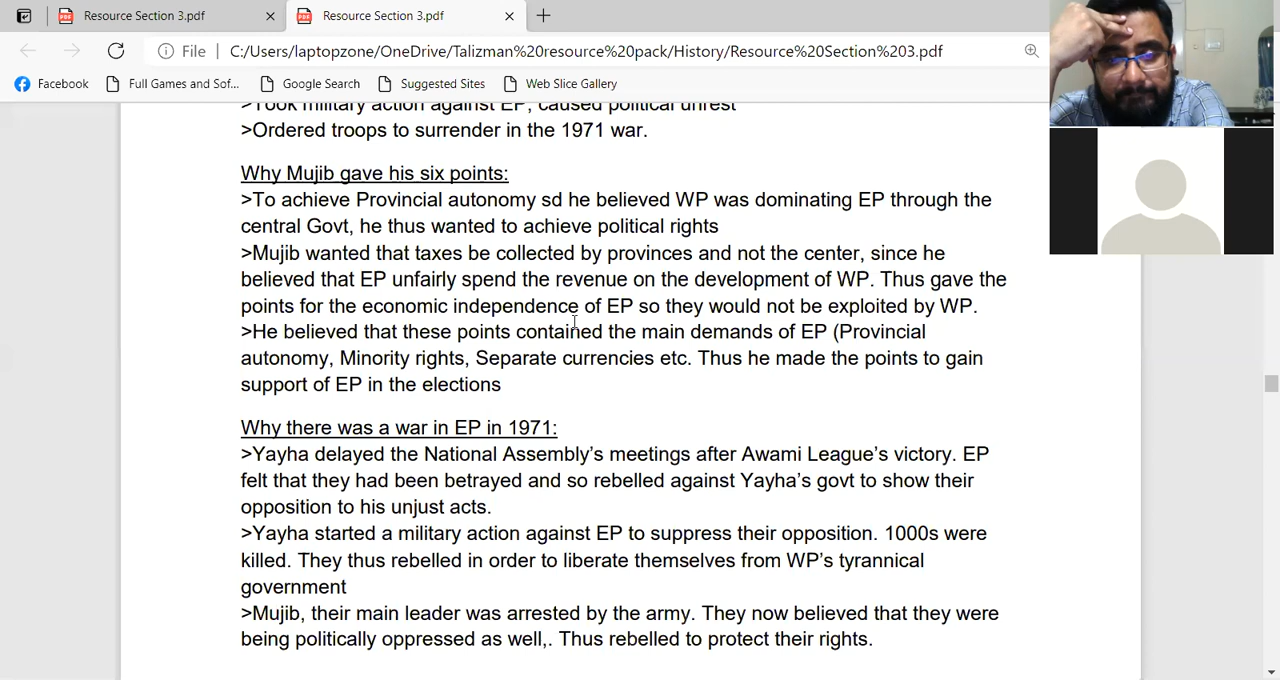 Resource Section 3.pdf
Resource Section 3.pdf
File
C:/Users/laptopzone/OneDrive/Talizman%20resource%20pack/History/Resource%20Section%203.pdf
Facebook
Full Games and Sof...
Google Search
Suggested Sites
Web Slice Gallery
>Took military action against EP, caused political unrest
>Ordered troops to surrender in the 1971 war.
Why Mujib gave his six points:
>To achieve Provincial autonomy sd he believed WP was dominating EP through the
central Govt, he thus wanted to achieve political rights
>Mujib wanted that taxes be collected by provinces and not the center, since he
believed that EP unfairly spend the revenue on the development of WP. Thus gave the
points for the economic independence of EP so they would not be exploited by WP.
>He believed that these points contained the main demands of EP (Provincial
autonomy, Minority rights, Separate currencies etc. Thus he made the points to gain
support of EP in the elections
Why there was a war in EP in 1971:
>Yayha delayed the National Assembly's meetings after Awami League's victory. EP
felt that they had been betrayed and so rebelled against Yayha's govt to show their
opposition to his unjust acts.
>Yayha started a military action against EP to suppress their opposition. 1000s were
killed. They thus rebelled in order to liberate themselves from WP's tyrannical
government
>Mujib, their main leader was arrested by the army. They now believed that they were
being politically oppressed as well,. Thus rebelled to protect their rights.